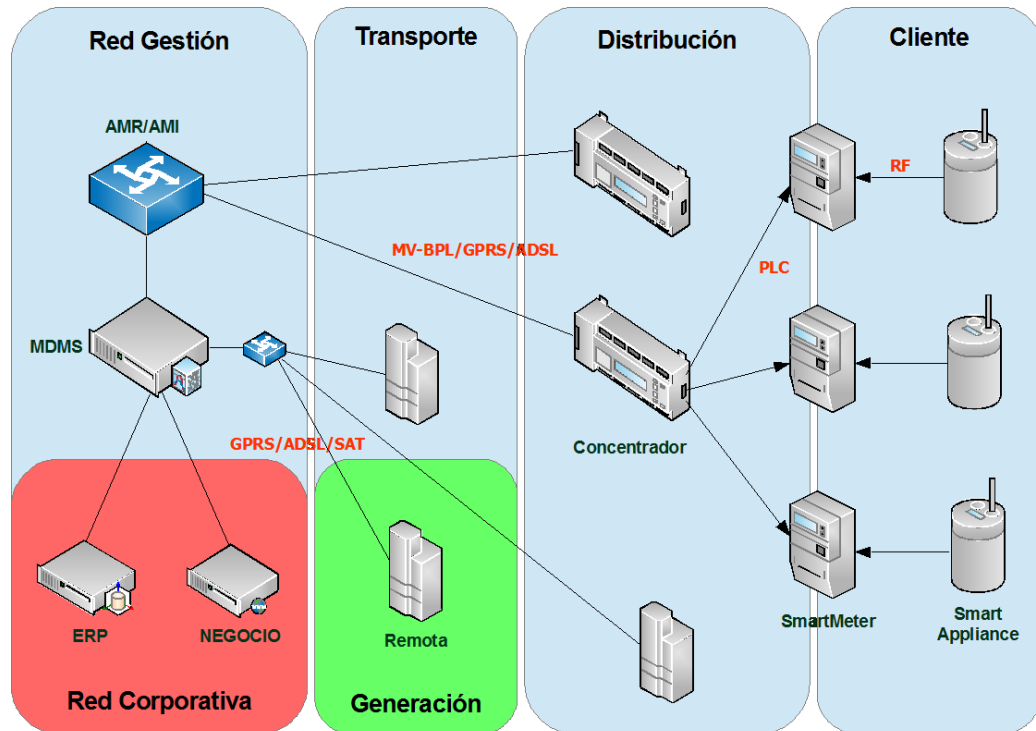 Red Gestión
Transporte
Distribución
Cliente
AMR/AMI
RF
MV-BPL/GPRS/ADSL
PLC
MDMS
Concentrador
GPRS/ADSL/SAT
ERP
NEGOCIO
Remota
SmartMeter
Smart
Appliance
Red Corporativa
Generación